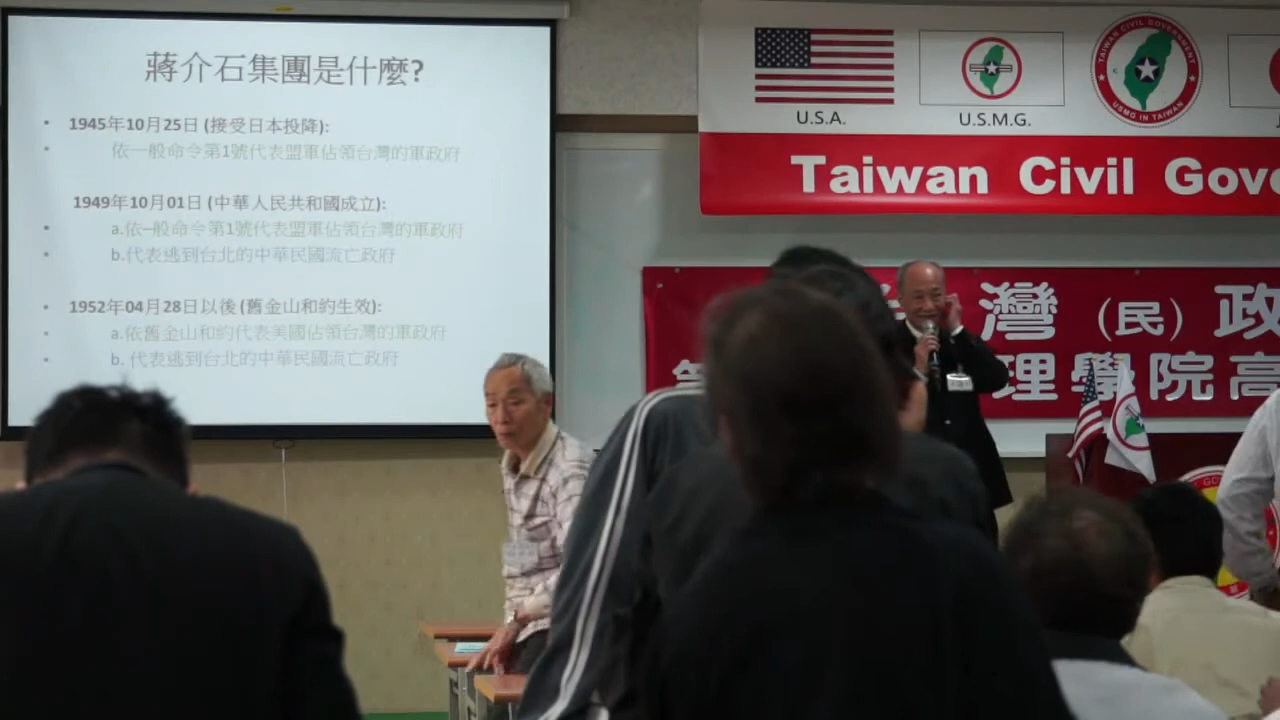 蔣介石集團是什麼?
• 1945年10月25日 (接受日本投降):
• 依一般命令第1號代表盟軍佔領台灣的軍政府
1949年10月01日 (中華人民共和國成立):
• a.依一般命令第1號代表盟軍佔領台灣的軍政府
• b.代表逃到台北的中華民國流亡政府
1952年04月28日以後 (舊金山和約生效):
• a.依舊金山和約代表美國佔領台灣的軍政府
• b. 代表逃到台北的中華民國流亡政府
U.S.A.
U.S.M.G.
TAIWAN CIVIL GOVERNMENT
USMG IN TAIWAN
Taiwan Civil Gove
灣 (民) 政
理學院高